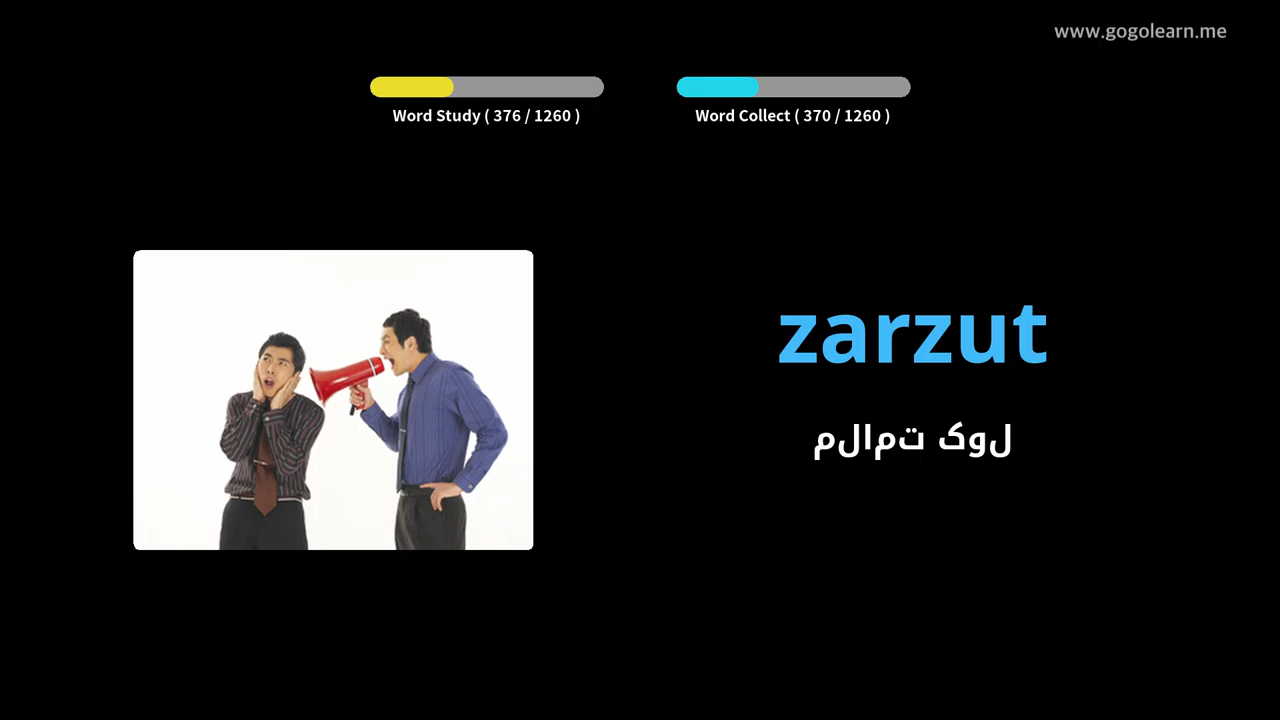 www.gogolearn.me
Word Study ( 376 / 1260 )
Word Collect ( 370 / 1260 )
zarzut
ملامت کول